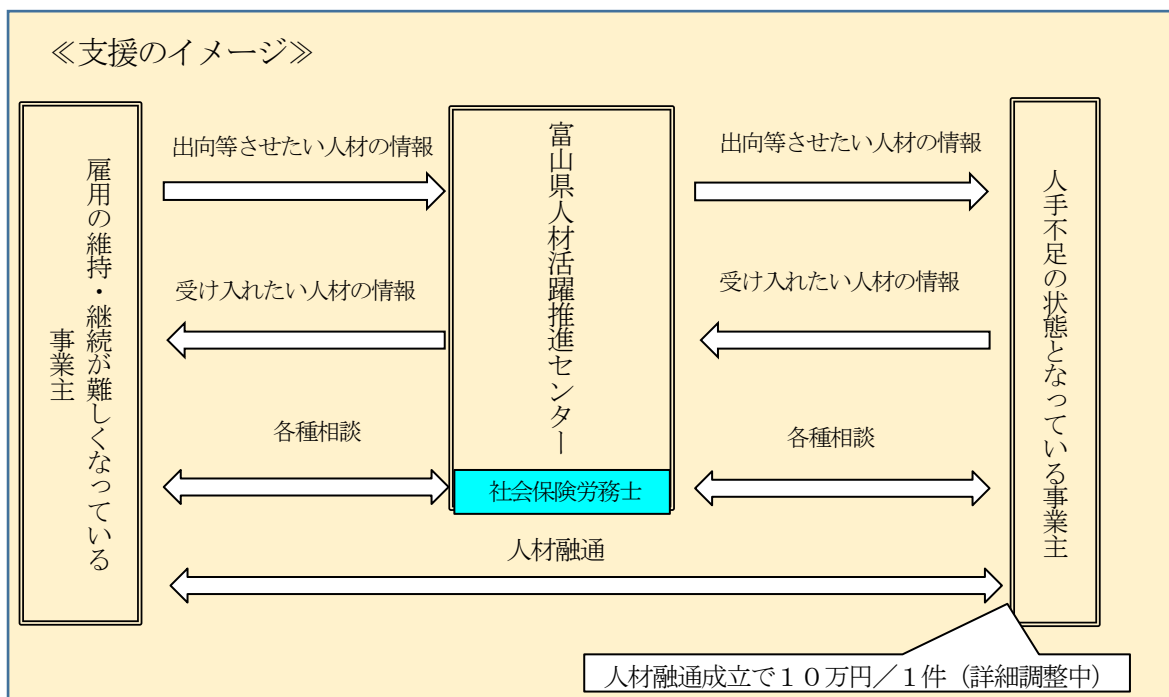 ≪支援のイメージ≫
雇用の維持・継続が難しくなっている
事業主
出向等させたい人材の情報
受け入れたい人材の情報
各種相談
富山県人材活躍推進センター
社会保険労務士
出向等させたい人材の情報
受け入れたい人材の情報
各種相談
人手不足の状態となっている事業主
人材融通
人材融通成立で１０万円／１件（詳細調整中）